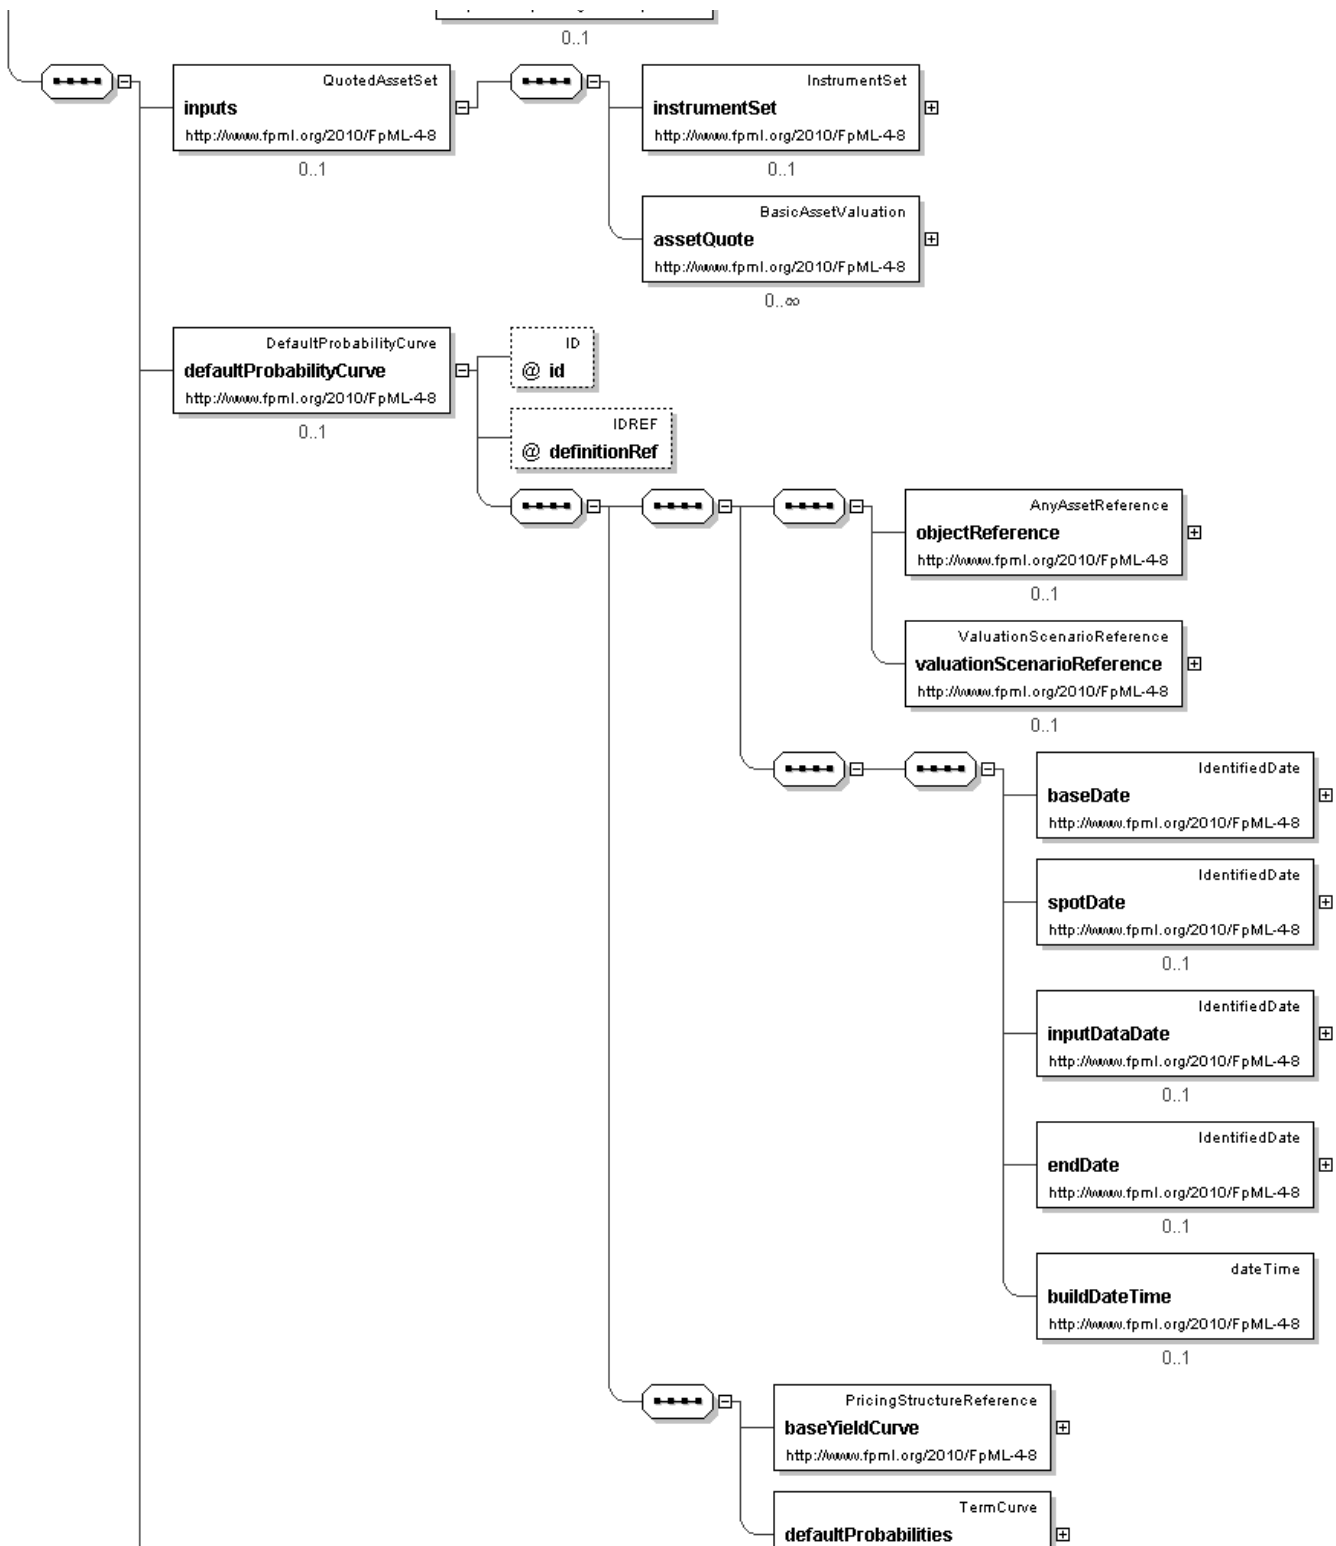 0..1
QuotedAssetSet
inputs
http://www.fpml.org/2010/FpML-4-8
0..1
InstrumentSet
instrumentSet
http://www.fpml.org/2010/FpML-4-8
0..1
BasicAssetValuation
assetQuote
http://www.fpml.org/2010/FpML-4-8
0..∞
DefaultProbabilityCurve
defaultProbabilityCurve
http://www.fpml.org/2010/FpML-4-8
0..1
ID
@ id
IDREF
@ definitionRef
AnyAssetReference
objectReference
http://www.fpml.org/2010/FpML-4-8
0..1
ValuationScenarioReference
valuationScenarioReference
http://www.fpml.org/2010/FpML-4-8
0..1
IdentifiedDate
baseDate
http://www.fpml.org/2010/FpML-4-8
IdentifiedDate
spotDate
http://www.fpml.org/2010/FpML-4-8
0..1
IdentifiedDate
inputDataDate
http://www.fpml.org/2010/FpML-4-8
0..1
IdentifiedDate
endDate
http://www.fpml.org/2010/FpML-4-8
0..1
dateTime
buildDateTime
http://www.fpml.org/2010/FpML-4-8
0..1
PricingStructureReference
baseYieldCurve
http://www.fpml.org/2010/FpML-4-8
TermCurve
defaultProbabilities